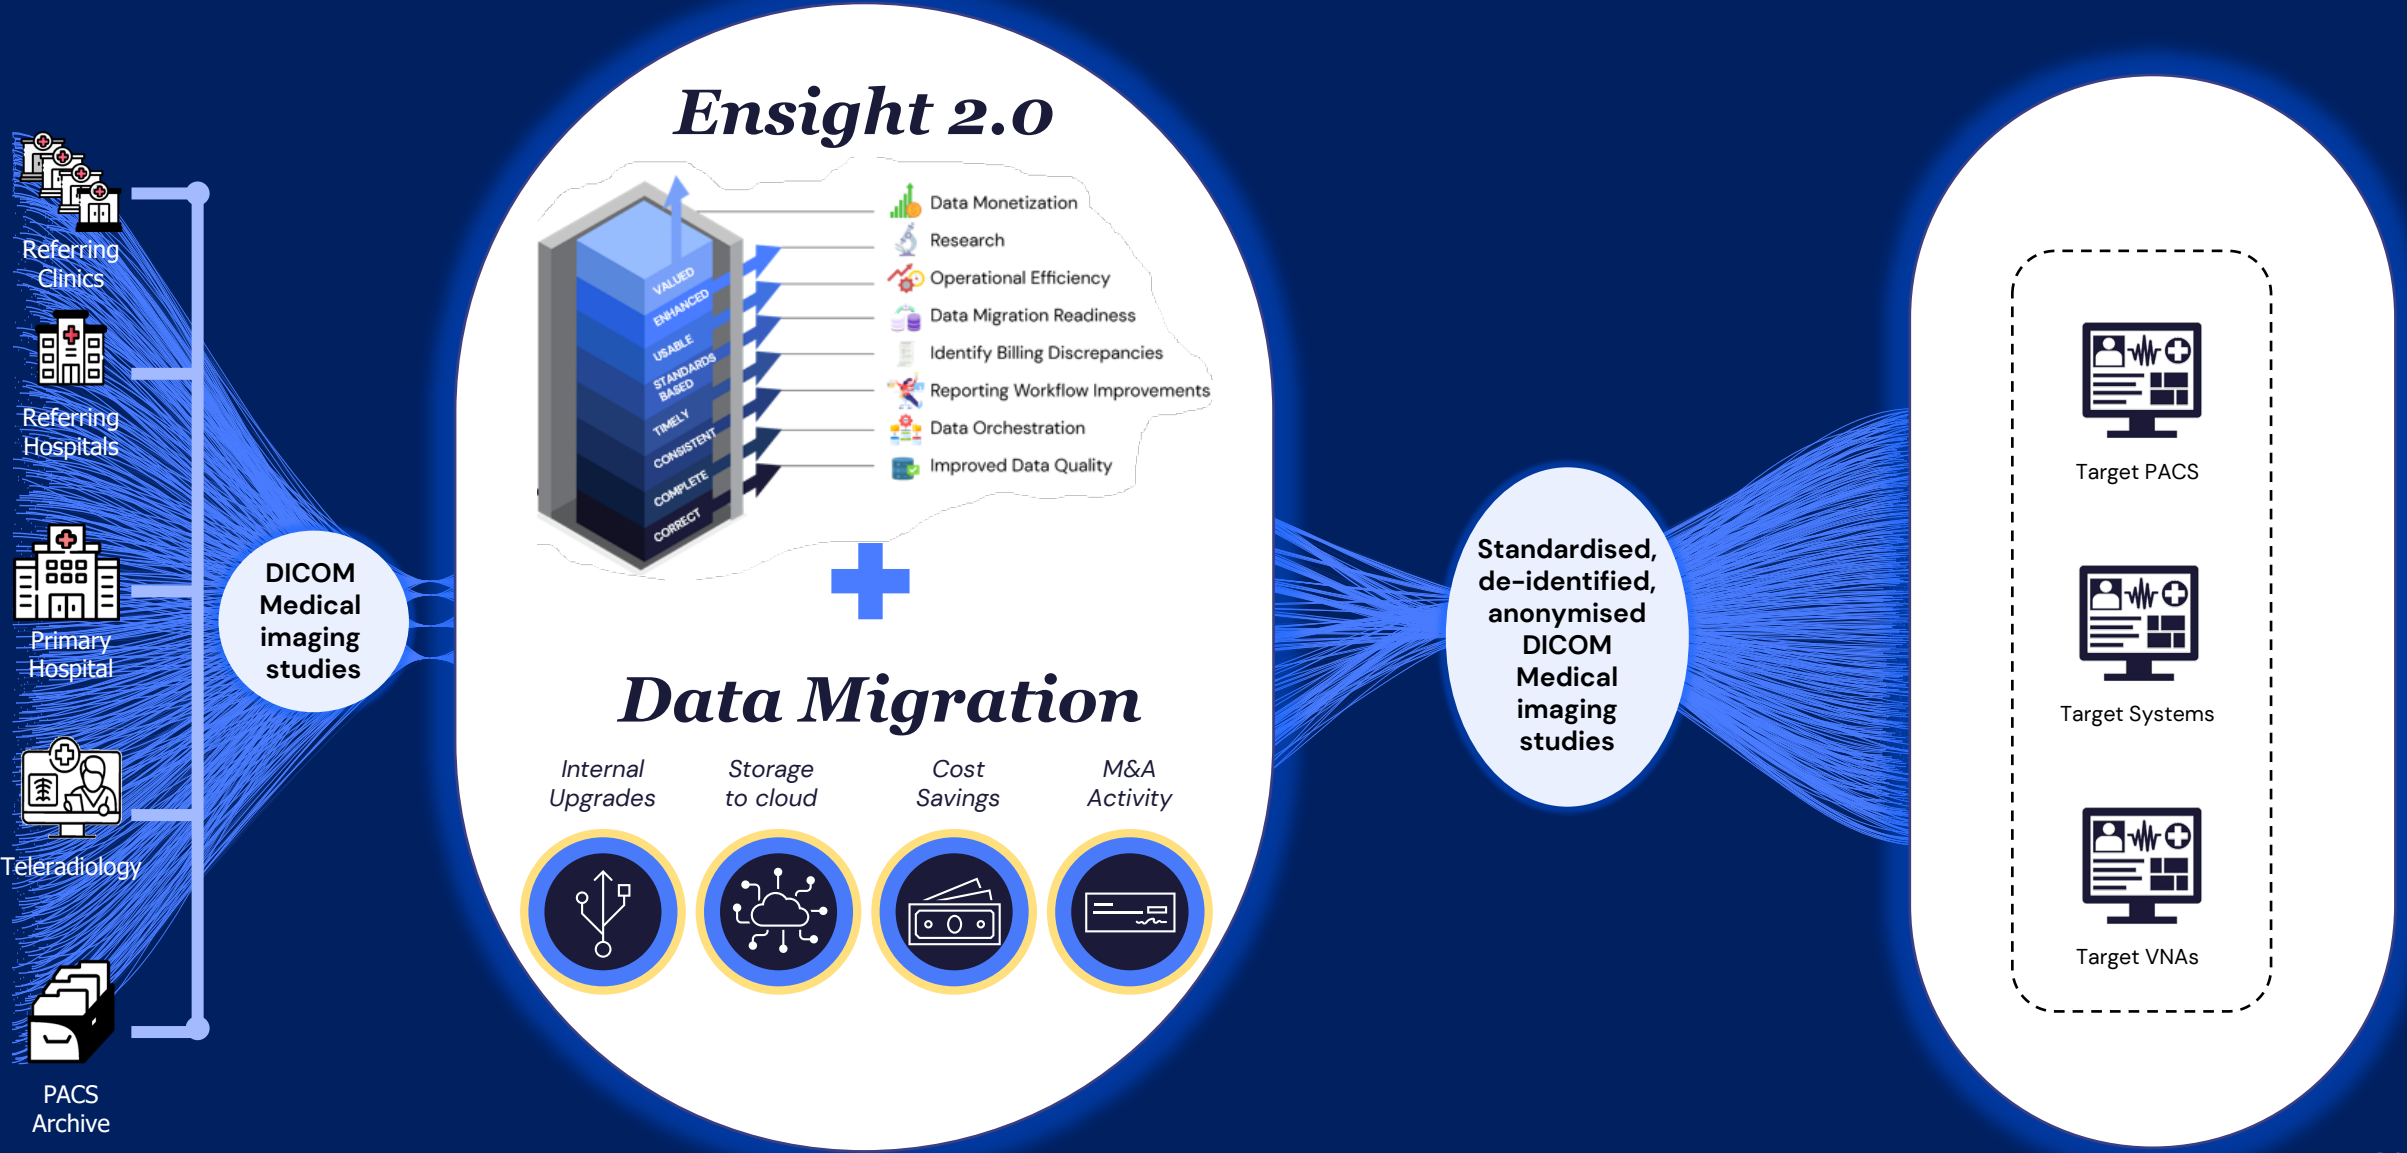 Referring
Clinics
Referring
Hospitals
Primary
Hospital
Teleradiology
PACS
Archive
DICOM
Medical
imaging
studies
Ensight 2.0
VALUED
ENHANCED
USABLE
STANDARDS
BASED
TIMELY
CONSISTENT
COMPLETE
CORRECT
Data Monetization
Research
Operational Efficiency
Data Migration Readiness
Identify Billing Discrepancies
Reporting Workflow Improvements
Data Orchestration
Improved Data Quality
Data Migration
Internal
Upgrades
Storage
to cloud
Cost
Savings
M&A
Activity
Standardised,
de-identified,
anonymised
DICOM
Medical
imaging
studies
Target PACS
Target Systems
Target VNAs